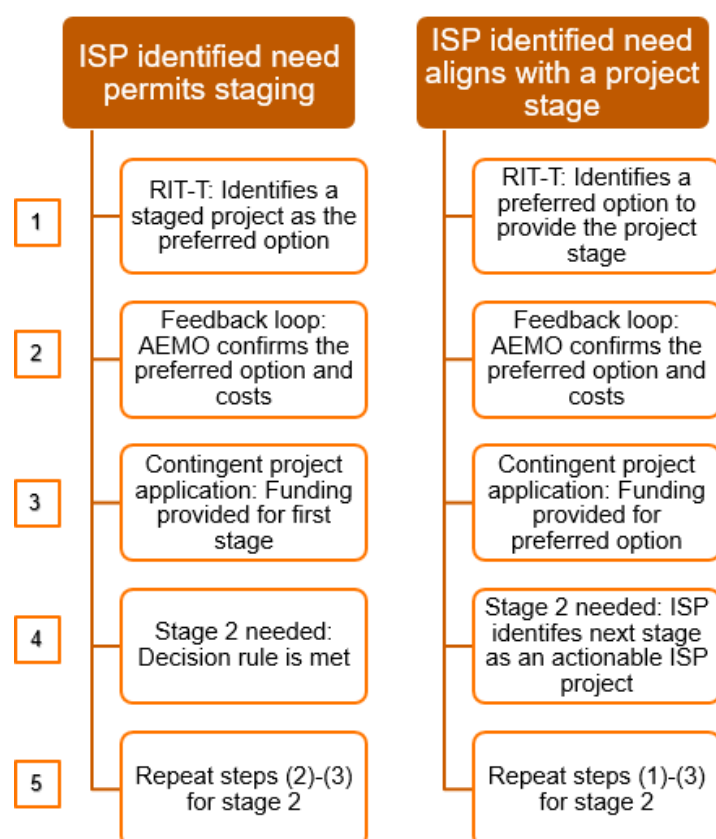 ISP identified need
permits staging
ISP identified need
aligns with a project
stage
1
RIT-T: Identifies a
staged project as the
preferred option
RIT-T: Identifies a
preferred option to
provide the project
stage
2
Feedback loop:
AEMO confirms the
preferred option and
costs
Feedback loop:
AEMO confirms the
preferred option and
costs
3
Contingent project
application: Funding
provided for first
stage
Contingent project
application: Funding
provided for
preferred option
4
Stage 2 needed:
Decision rule is met
Stage 2 needed: ISP
identifes next stage
as an actionable ISP
project
5
Repeat steps (2)-(3)
for stage 2
Repeat steps (1)-(3)
for stage 2